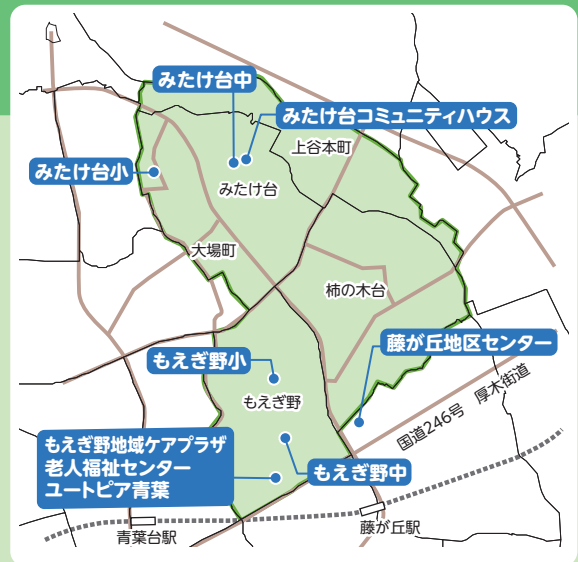 みたけ台中
みたけ台コミュニティハウス
上谷本町
みたけ台小
みたけ台
大場町
柿の木台
藤が丘地区センター
もえぎ野小
もえぎ野
国道246号 厚木街道
もえぎ野地域ケアプラザ
老人福祉センター
ユートピア青葉
もえぎ野中
青葉台駅
藤が丘駅